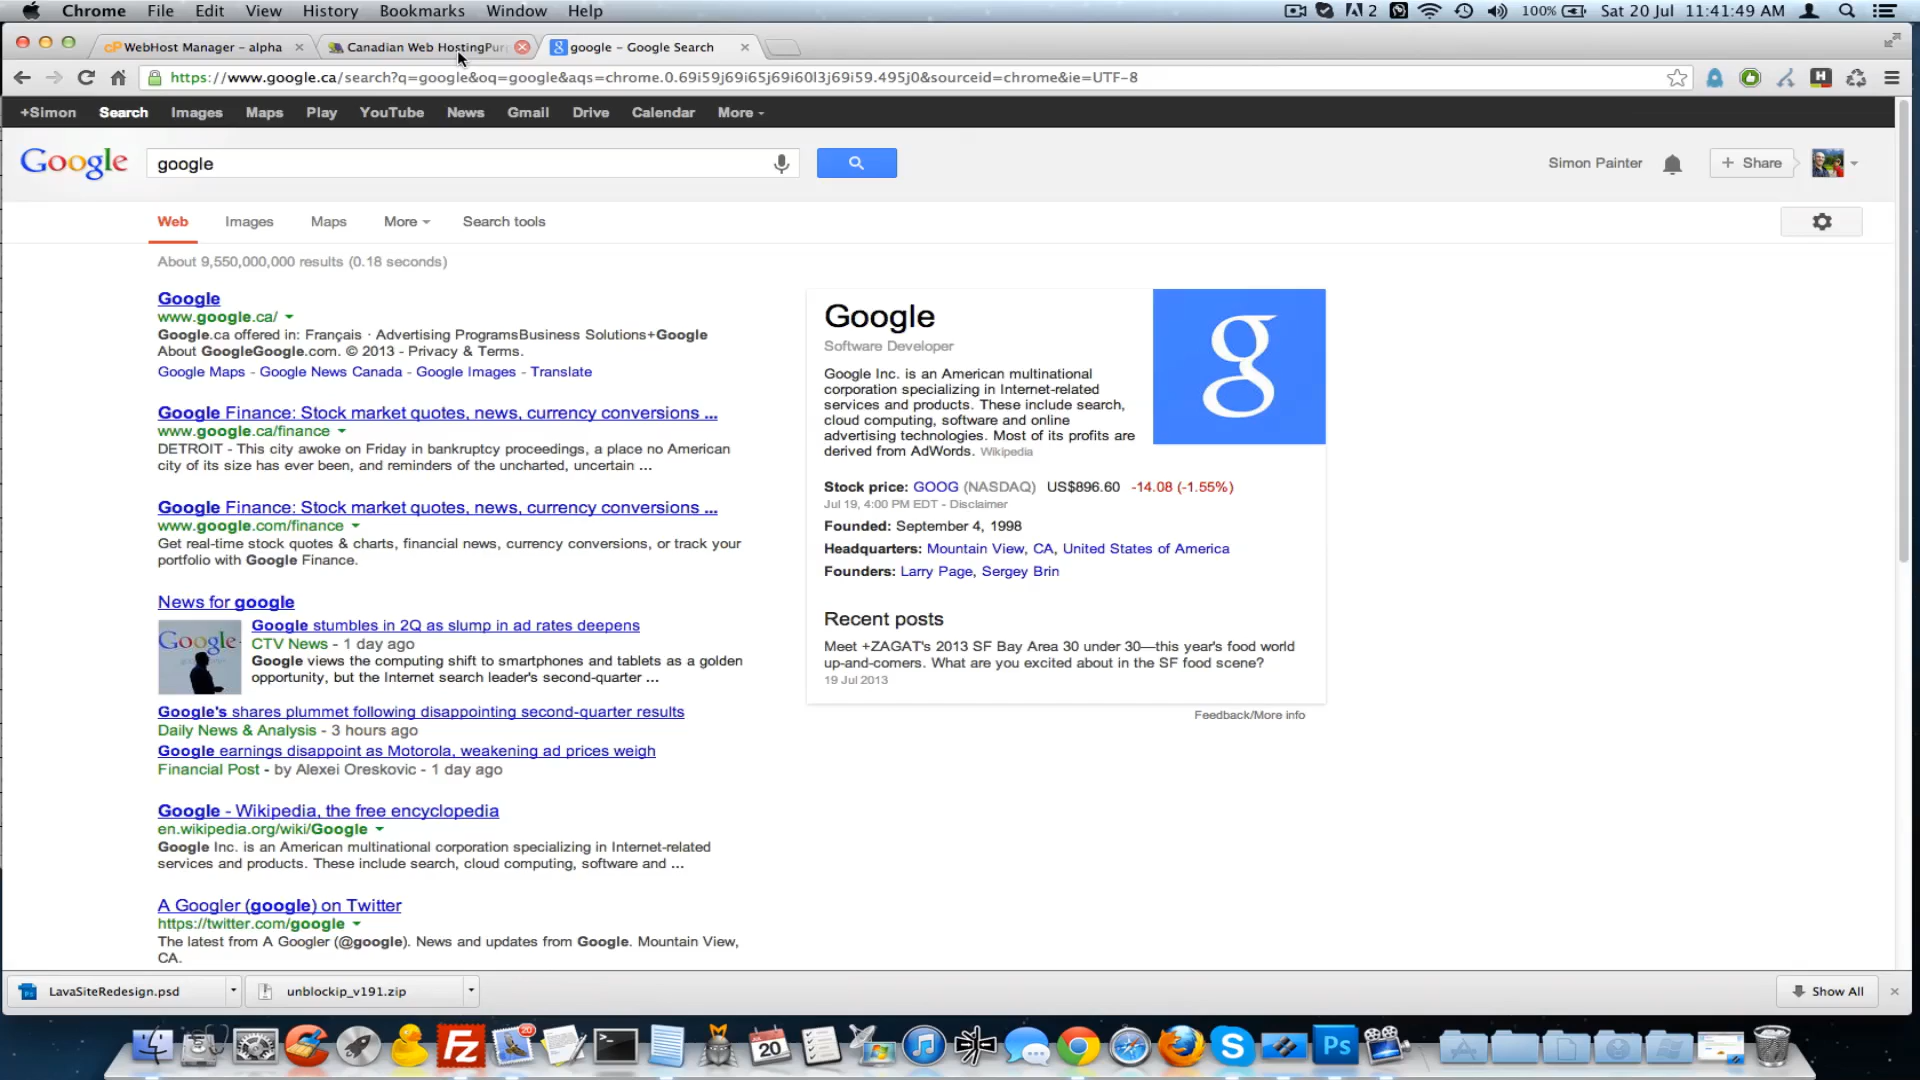 Chrome File Edit View History Bookmarks Window Help 2 100% Sat 20 Jul 11:41:49 AM
cP WebHost Manager - alpha Canadian Web HostingPur google - Google Search
https://www.google.ca/search?q=google&oq=google&aqs=chrome.0.69i59j69i65j69i60l3j69i59.495j0&sourceid=chrome&ie=UTF-8
+Simon Search Images Maps Play YouTube News Gmail Drive Calendar More
Google google Simon Painter + Share
Web Images Maps More Search tools
About 9,550,000,000 results (0.18 seconds)
Google
www.google.ca/
Google.ca offered in: Français · Advertising ProgramsBusiness Solutions+Google
About GoogleGoogle.com. © 2013 - Privacy & Terms.
Google Maps - Google News Canada - Google Images - Translate
Google Finance: Stock market quotes, news, currency conversions ...
www.google.ca/finance
DETROIT - This city awoke on Friday in bankruptcy proceedings, a place no American
city of its size has ever been, and reminders of the uncharted, uncertain ...
Google Finance: Stock market quotes, news, currency conversions ...
www.google.com/finance
Get real-time stock quotes & charts, financial news, currency conversions, or track your
portfolio with Google Finance.
News for google
Google
Google stumbles in 2Q as slump in ad rates deepens
CTV News - 1 day ago
Google views the computing shift to smartphones and tablets as a golden
opportunity, but the Internet search leader's second-quarter ...
Google's shares plummet following disappointing second-quarter results
Daily News & Analysis - 3 hours ago
Google earnings disappoint as Motorola, weakening ad prices weigh
Financial Post - by Alexei Oreskovic - 1 day ago
Google - Wikipedia, the free encyclopedia
en.wikipedia.org/wiki/Google
Google Inc. is an American multinational corporation specializing in Internet-related
services and products. These include search, cloud computing, software and ...
A Googler (google) on Twitter
https://twitter.com/google
The latest from A Googler (@google). News and updates from Google. Mountain View,
CA.
Google
Software Developer
Google Inc. is an American multinational
corporation specializing in Internet-related
services and products. These include search,
cloud computing, software and online
advertising technologies. Most of its profits are
derived from AdWords. Wikipedia
g
Stock price: GOOG (NASDAQ) US$896.60 -14.08 (-1.55%)
Jul 19, 4:00 PM EDT - Disclaimer
Founded: September 4, 1998
Headquarters: Mountain View, CA, United States of America
Founders: Larry Page, Sergey Brin
Recent posts
Meet +ZAGAT's 2013 SF Bay Area 30 under 30—this year's food world
up-and-comers. What are you excited about in the SF food scene?
19 Jul 2013
Feedback/More info
LavaSiteRedesign.psd unblockip_v191.zip Show All
Fz 20 20 S Ps